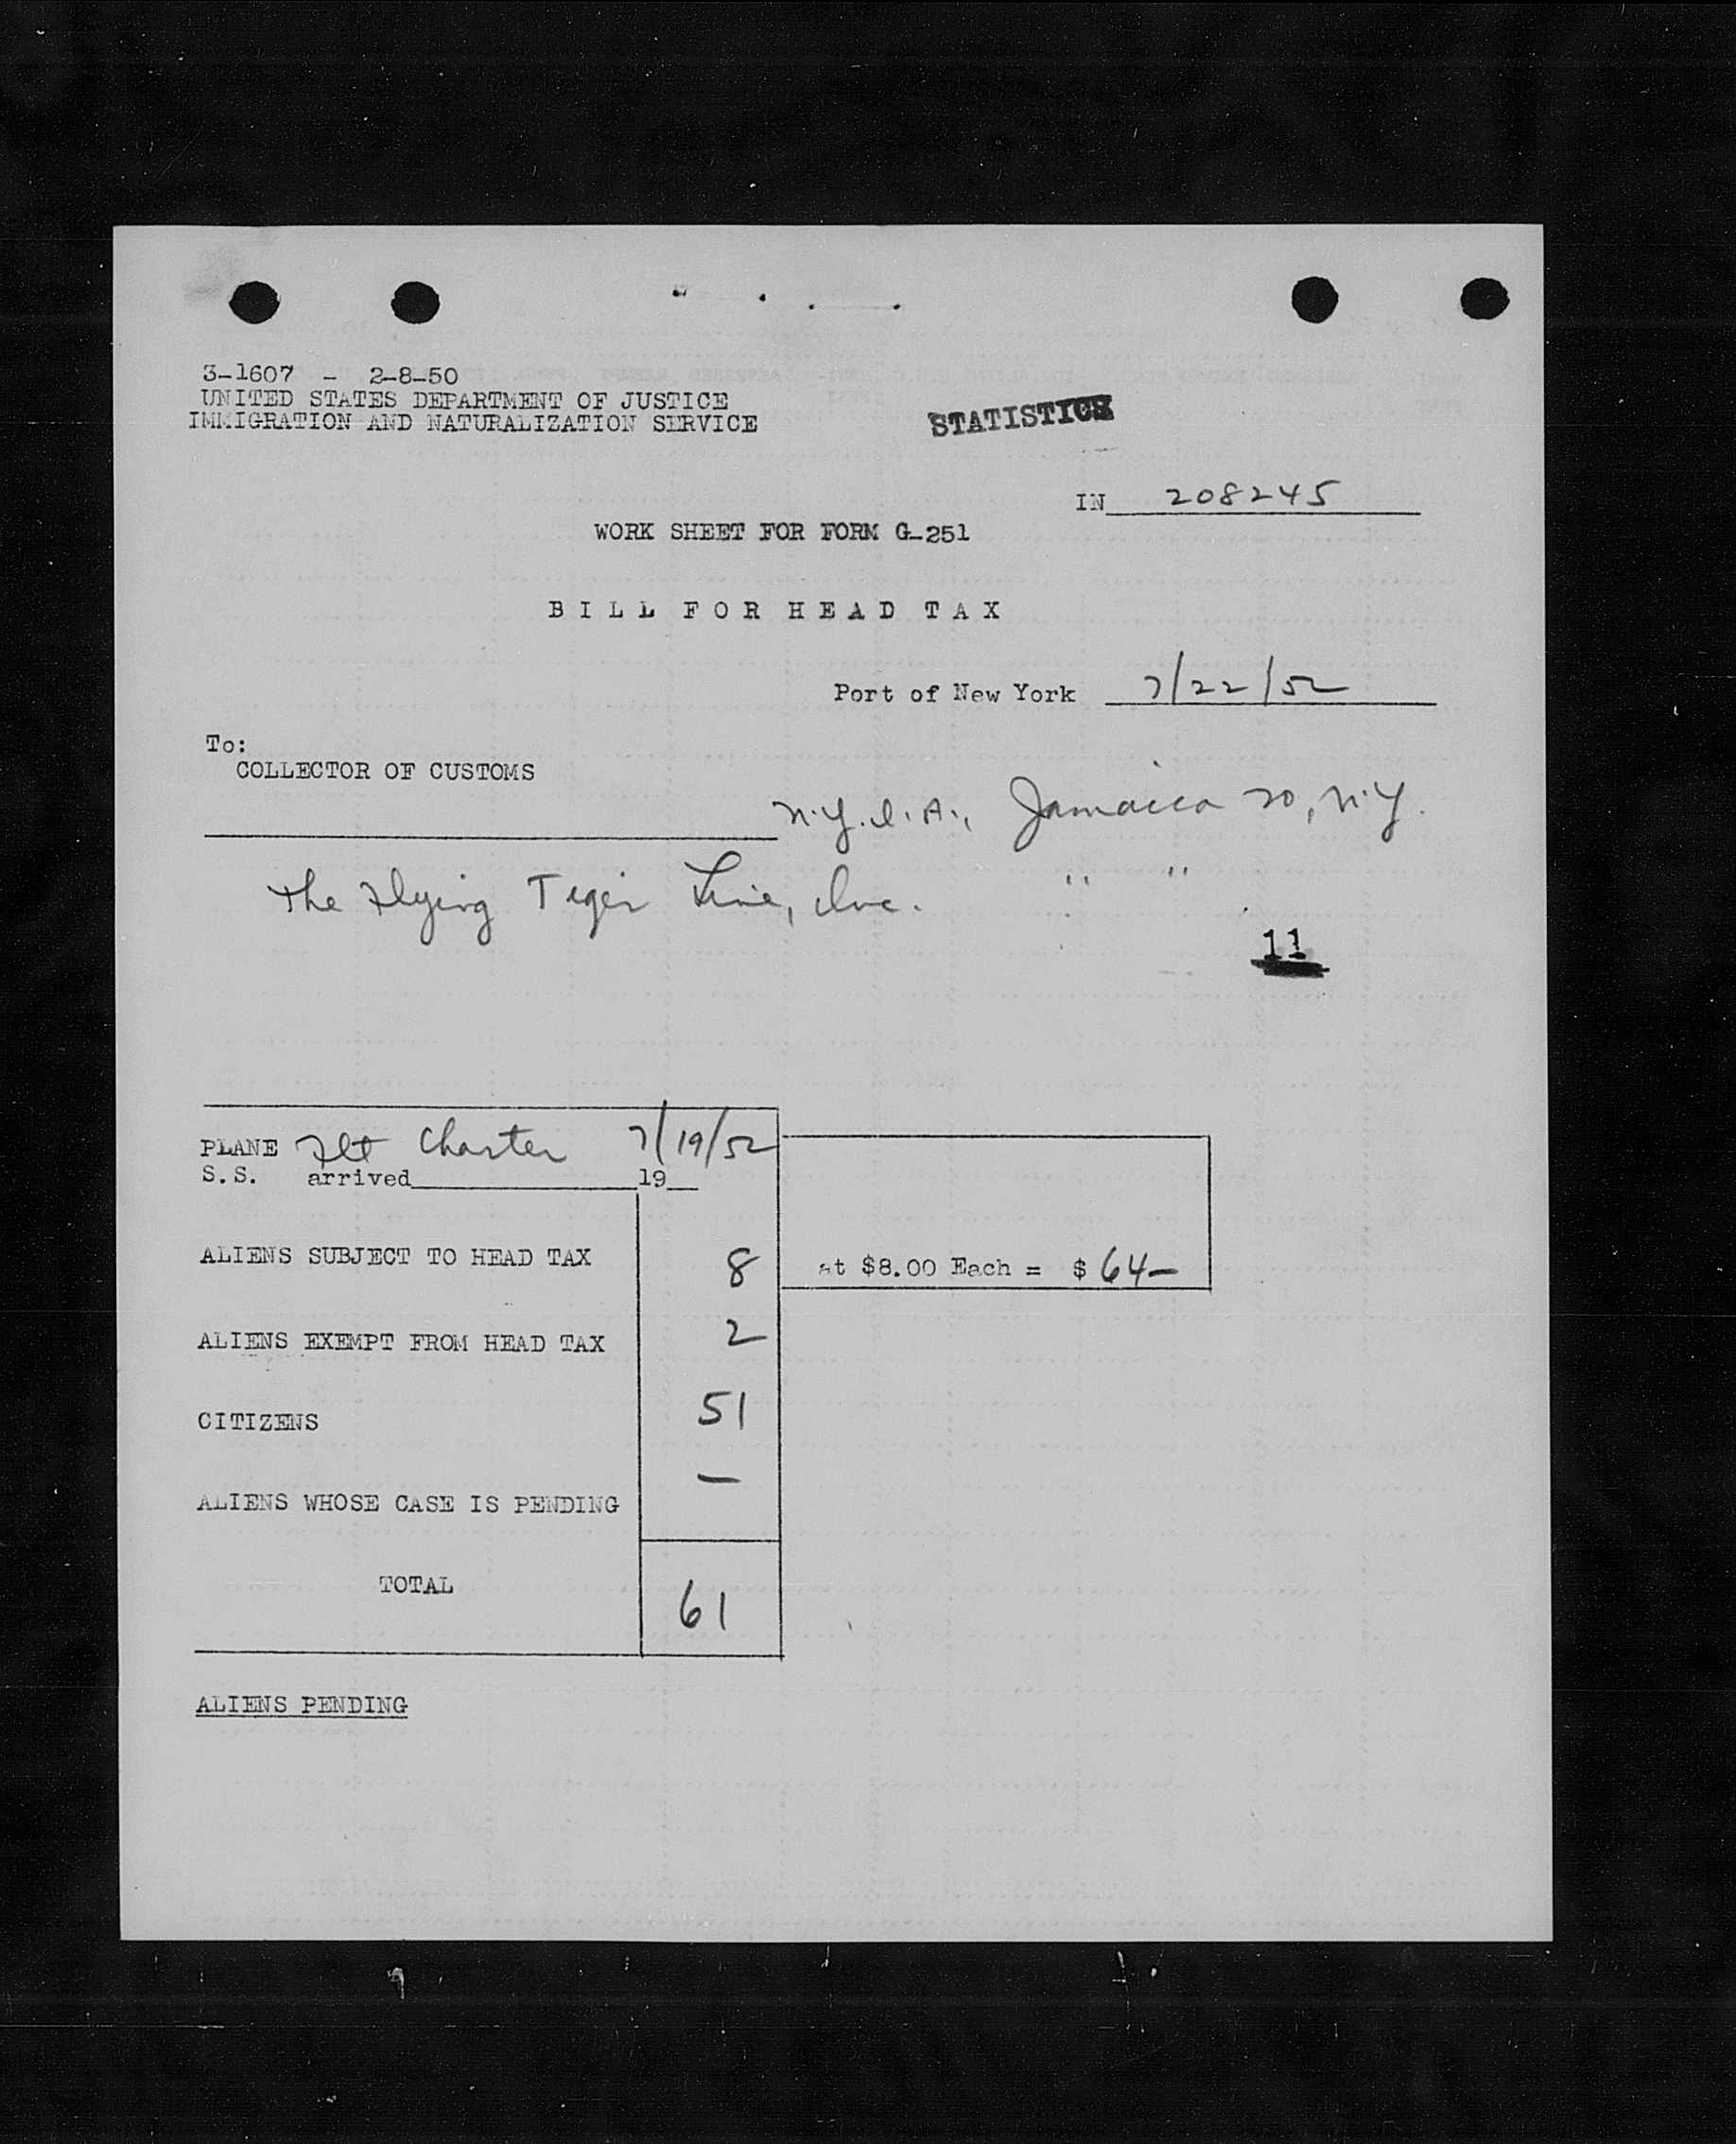 3-1607 - 2-8-50
UNITED STATES DEPARTMENT OF JUSTICE
IMMIGRATION AND NATURALIZATION SERVICE
STATISTICS
IN 208245
WORK SHEET FOR FORM G-251
BILL FOR HEAD TAX
Port of New York 7/22/52
To:
COLLECTOR OF CUSTOMS
N.Y.I.A., Jamaica 30, N.Y.
The Flying Tiger Line, Inc. " "
11
PLANE Flt Charter 7/19/52
S.S. arrived 19
ALIENS SUBJECT TO HEAD TAX 8 at $8.00 Each = $ 64-
ALIENS EXEMPT FROM HEAD TAX 2
CITIZENS 51
ALIENS WHOSE CASE IS PENDING —
TOTAL 61
ALIENS PENDING